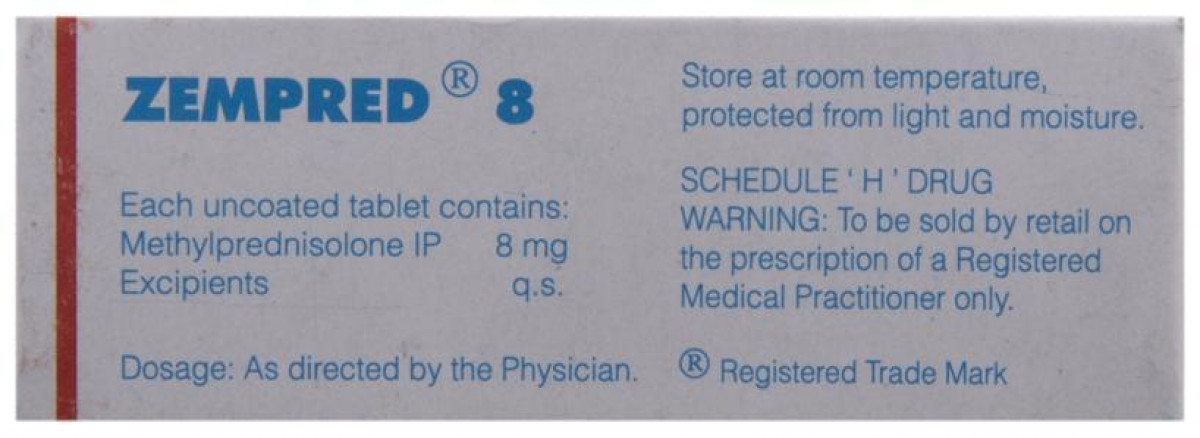 ZEMPRED® 8
Each uncoated tablet contains:
Methylprednisolone IP 8 mg
Excipients q.s.
Dosage: As directed by the Physician.
Store at room temperature,
protected from light and moisture.
SCHEDULE ' H ' DRUG
WARNING: To be sold by retail on
the prescription of a Registered
Medical Practitioner only.
® Registered Trade Mark